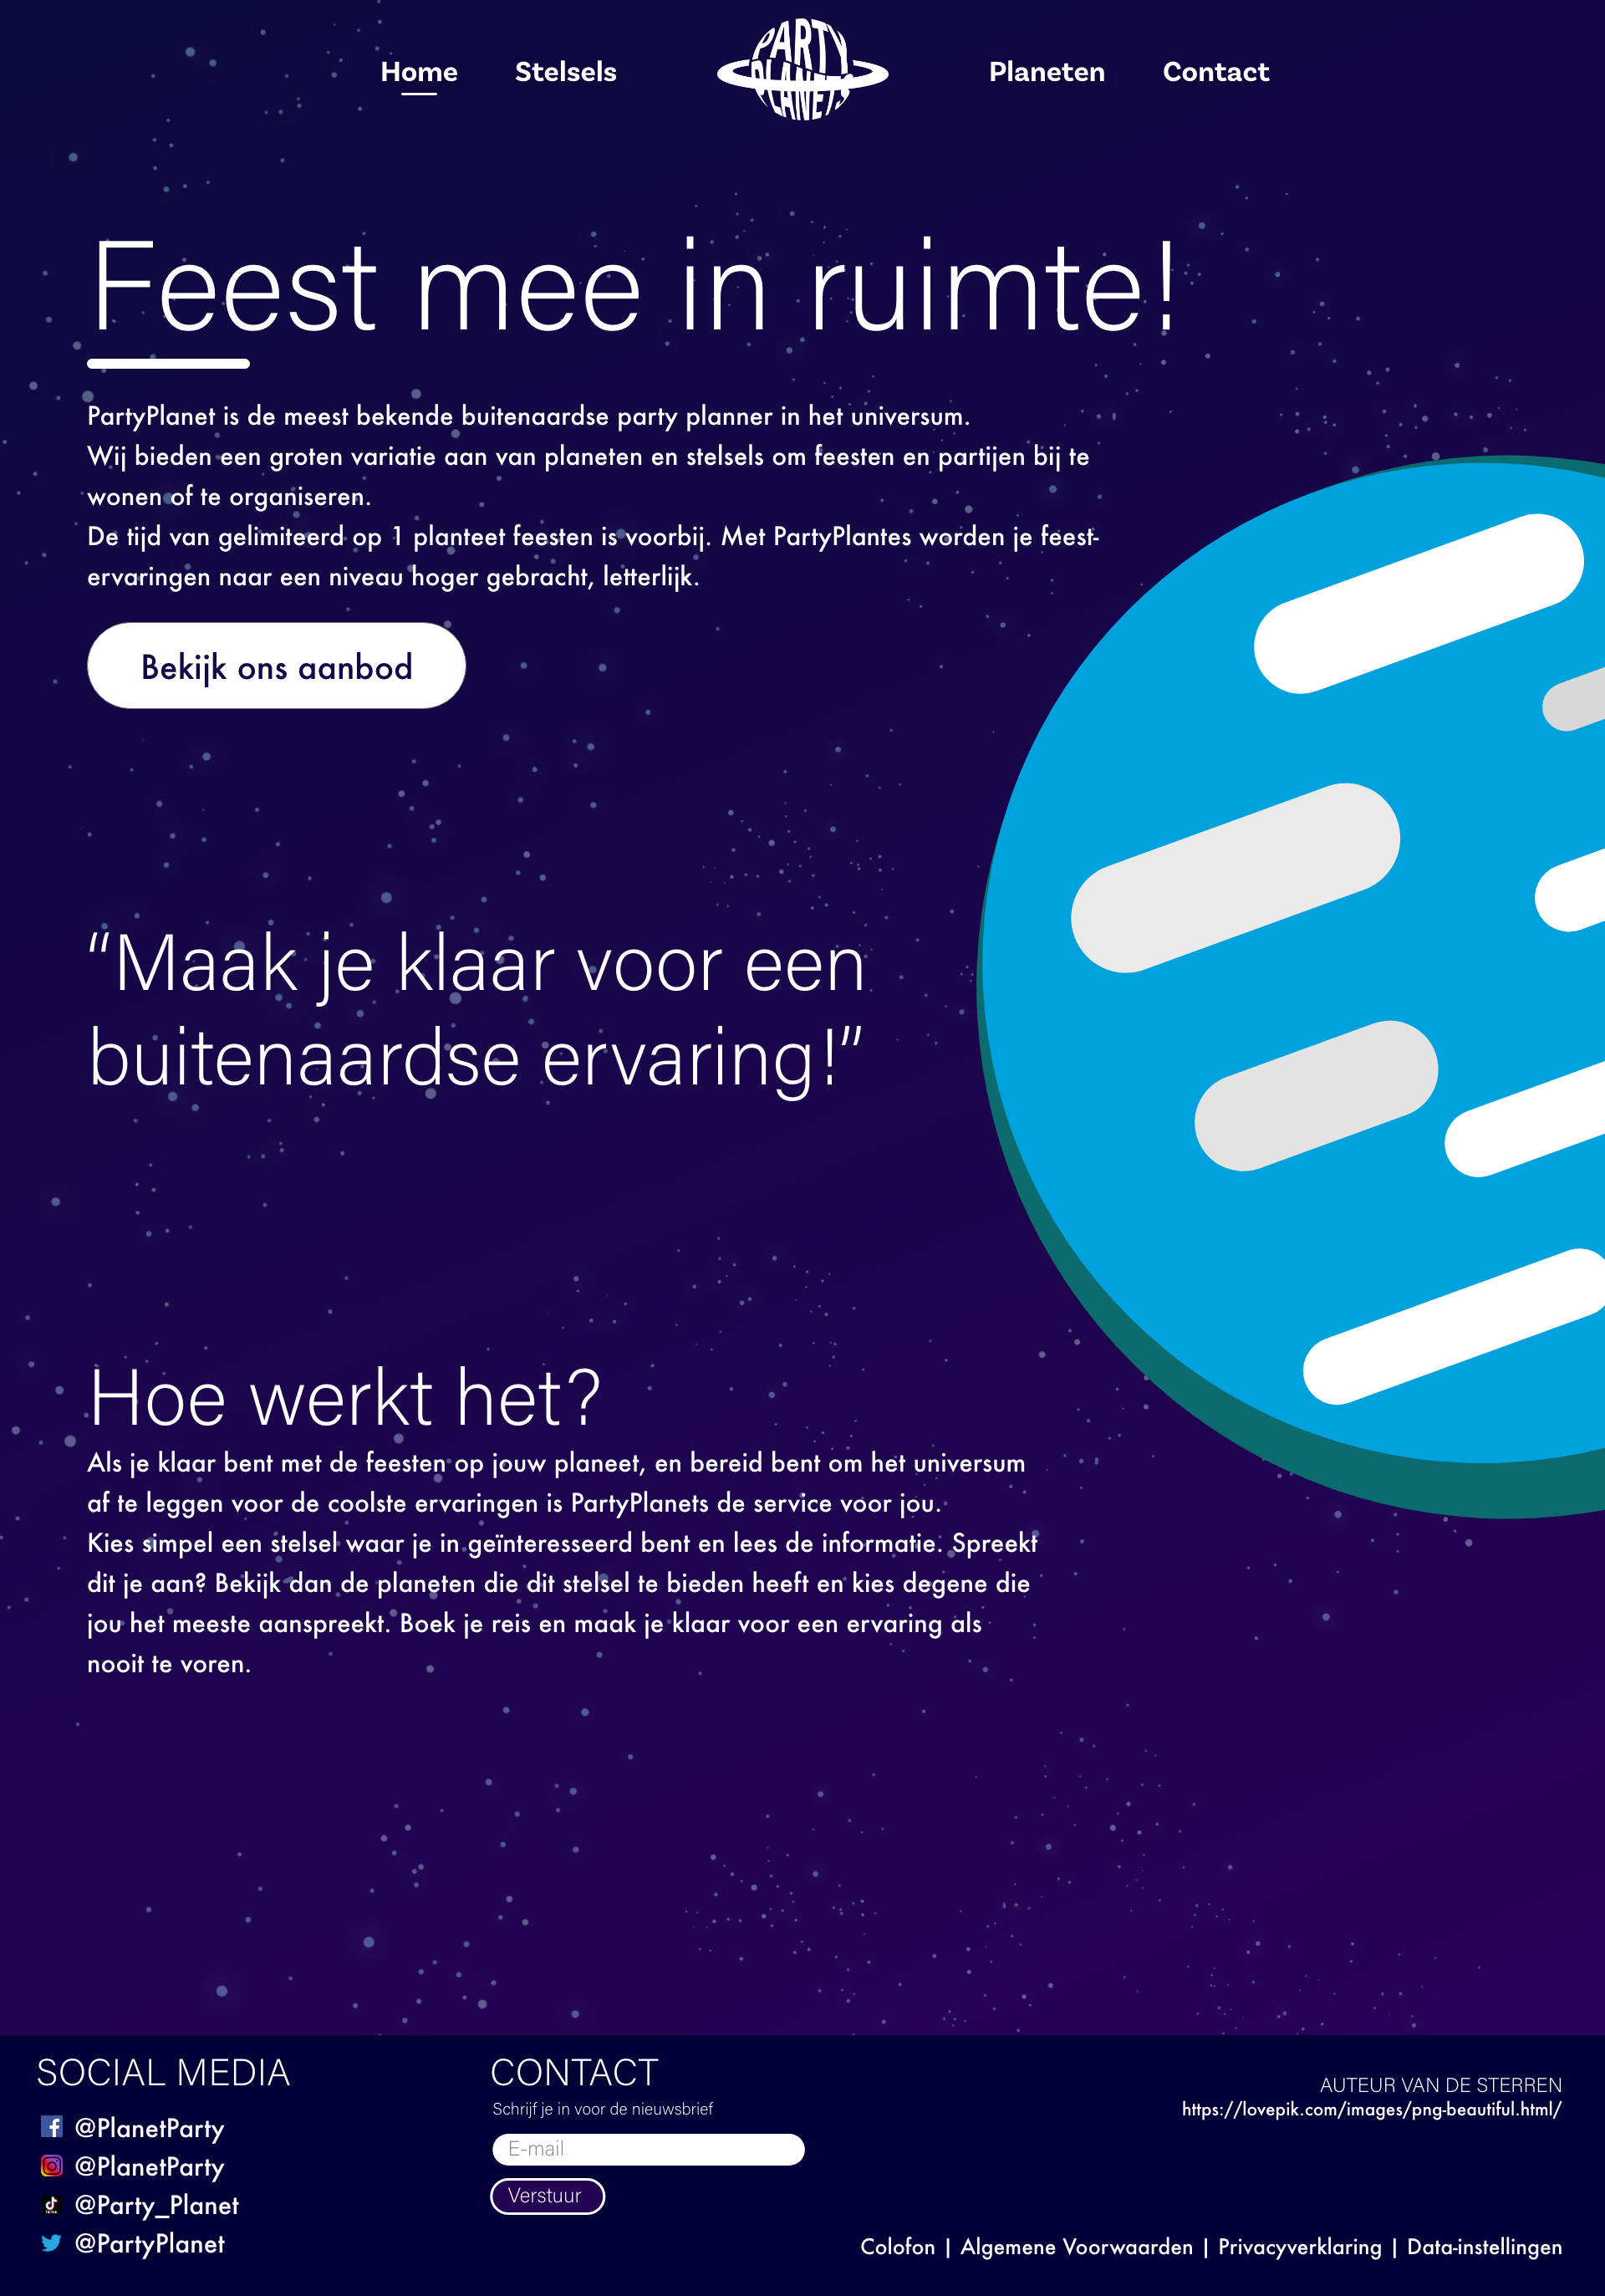 Home
Stelsels
PARTY
PLANETS
Planeten
Contact
Feest mee in ruimte!
PartyPlanet is de meest bekende buitenaardse party planner in het universum.
Wij bieden een groten variatie aan van planeten en stelsels om feesten en partijen bij te
wonen of te organiseren.
De tijd van gelimiteerd op 1 planteet feesten is voorbij. Met PartyPlantes worden je feest-
ervaringen naar een niveau hoger gebracht, letterlijk.
Bekijk ons aanbod
“Maak je klaar voor een
buitenaardse ervaring!”
Hoe werkt het?
Als je klaar bent met de feesten op jouw planeet, en bereid bent om het universum
af te leggen voor de coolste ervaringen is PartyPlanets de service voor jou.
Kies simpel een stelsel waar je in geïnteresseerd bent en lees de informatie. Spreekt
dit je aan? Bekijk dan de planeten die dit stelsel te bieden heeft en kies degene die
jou het meeste aanspreekt. Boek je reis en maak je klaar voor een ervaring als
nooit te voren.
SOCIAL MEDIA
@PlanetParty
@PlanetParty
@Party_Planet
@PartyPlanet
CONTACT
Schrijf je in voor de nieuwsbrief
E-mail
Verstuur
AUTEUR VAN DE STERREN
https://lovepik.com/images/png-beautiful.html/
Colofon | Algemene Voorwaarden | Privacyverklaring | Data-instellingen